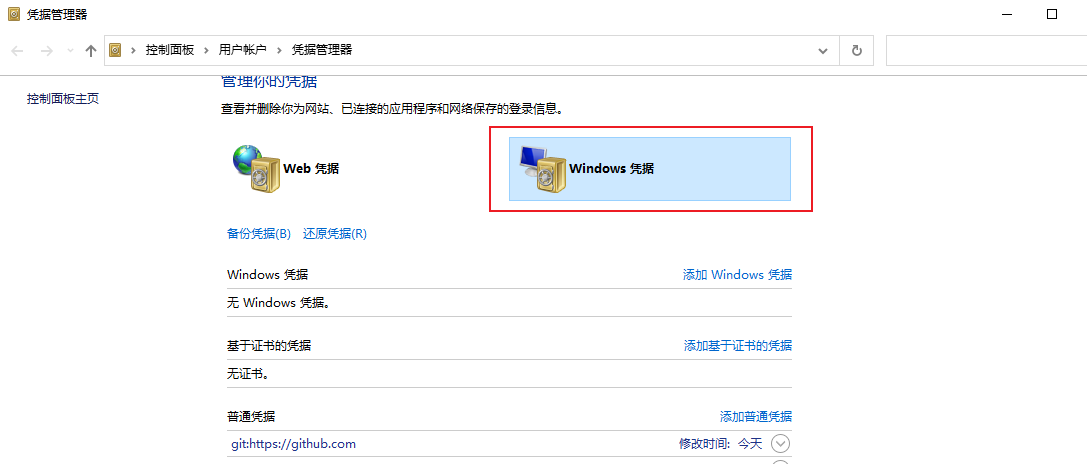 凭据管理器
控制面板 › 用户帐户 › 凭据管理器
控制面板主页
管理你的凭据
查看并删除你为网站、已连接的应用程序和网络保存的登录信息。
Web 凭据
Windows 凭据
备份凭据(B) 还原凭据(R)
Windows 凭据 添加 Windows 凭据
无 Windows 凭据。
基于证书的凭据 添加基于证书的凭据
无证书。
普通凭据 添加普通凭据
git:https://github.com 修改时间: 今天